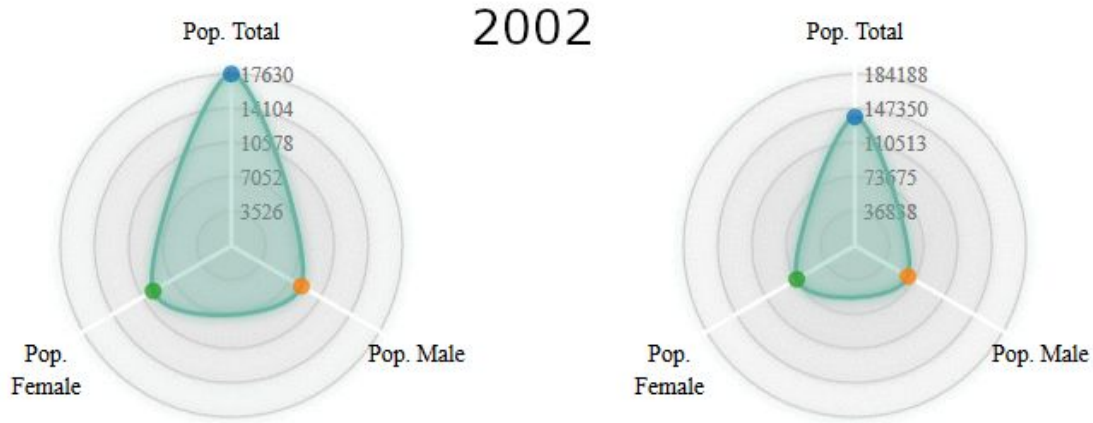 2002
Pop. Total
17630
14104
10578
7052
3526
Pop.
Female
Pop. Male
Pop. Total
184188
147350
110513
73675
36838
Pop.
Female
Pop. Male